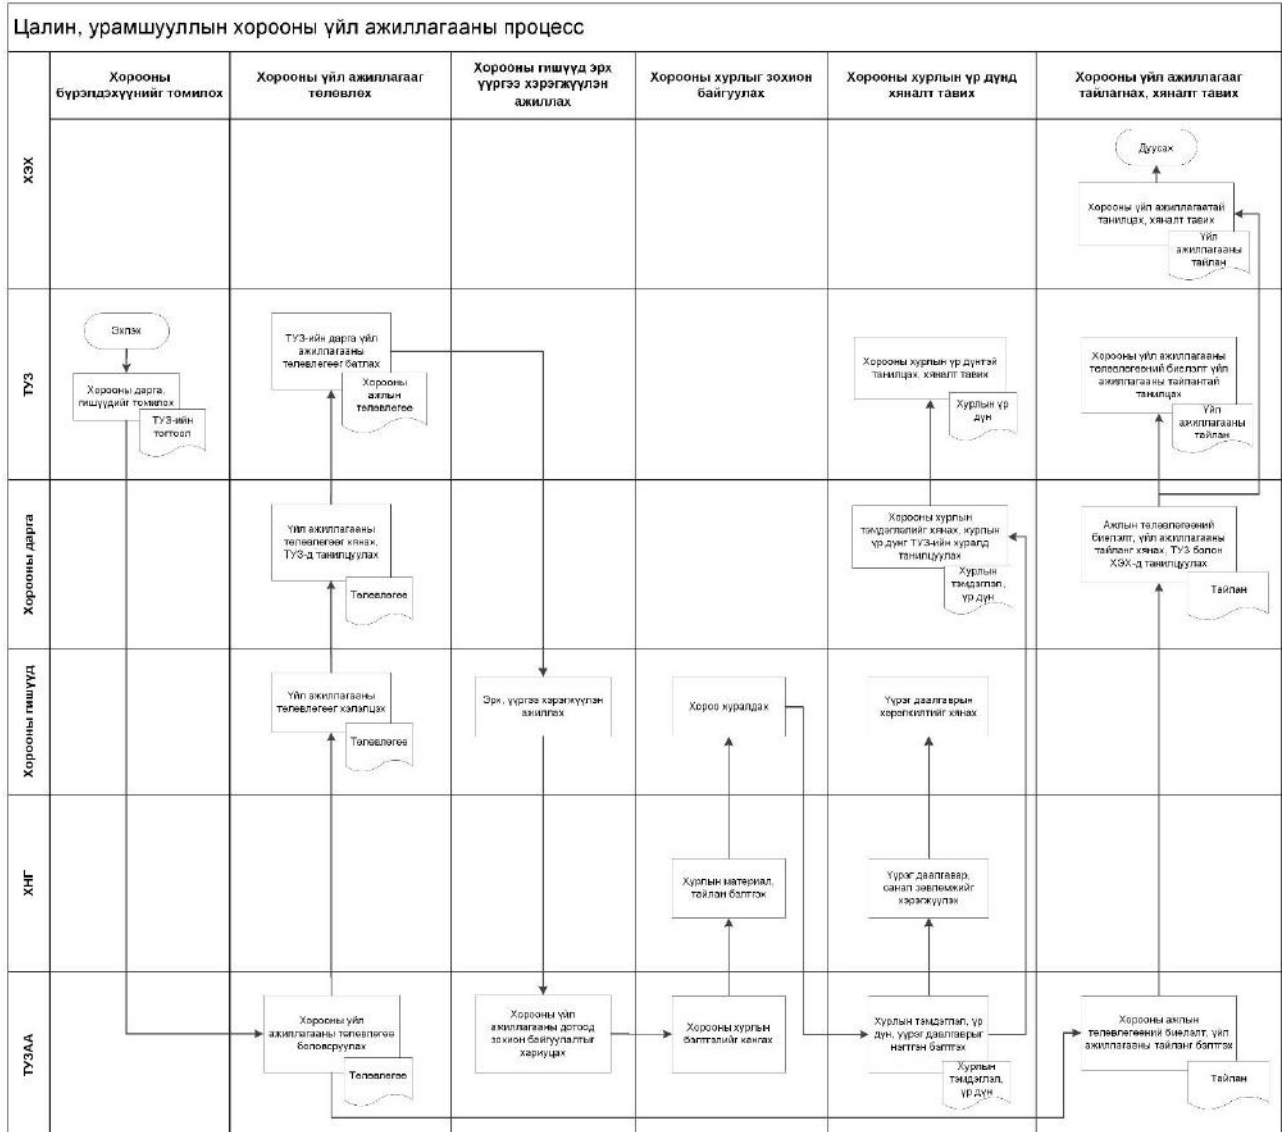 Цалин, урамшууллын хорооны үйл ажиллагааны процесс
Хорооны
бүрэлдэхүүнийг томилох
Хорооны үйл ажиллагааг
төлөвлөх
Хорооны гишүүд эрх
үүргээ хэрэгжүүлэн
ажиллах
Хорооны хурлыг зохион
байгуулах
Хорооны хурлын үр дүнд
хяналт тавих
Хорооны үйл ажиллагааг
тайлагнах, хяналт тавих
ХЭХ
Дуусах
Хорооны үйл ажиллагаатай
танилцах, хяналт тавих
Үйл
ажиллагааны
тайлан
ТУЗ
Эхлэх
Хорооны дарга,
гишүүдийг томилох
ТУЗ-ийн
тогтоол
ТУЗ-ийн дарга үйл
ажиллагааны
төлөвлөгөөг батлах
Хорооны
ажлын
төлөвлөгөө
Хорооны хурлын үр дүнтэй
танилцах, хяналт тавих
Хурлын үр
дүн
Хорооны үйл ажиллагааны
төлөвлөгөөний биелэлт үйл
ажиллагааны тайлантай
танилцах
Үйл
ажиллагааны
тайлан
Хорооны дарга
Үйл ажиллагааны
төлөвлөгөөг хянах,
ТУЗ-д танилцуулах
Төлөвлөгөө
Хорооны хурлын
тэмдэглэлийг хянах, хурлын
үр дүнг ТУЗ-ийн хуралд
танилцуулах
Хурлын
тэмдэглэл,
үр дүн
Ажлын төлөвлөгөөний
биелэлт, үйл ажиллагааны
тайланг хянах, ТУЗ болон
ХЭХ-д танилцуулах
Тайлан
Хорооны гишүүд
Үйл ажиллагааны
төлөвлөгөөг хэлэлцэх
Төлөвлөгөө
Эрх, үүргээ хэрэгжүүлэн
ажиллах
Хороо хуралдах
Үүрэг даалгаврын
хэрэгжилтийг хянах
ХНГ
Хурлын материал,
тайлан бэлтгэх
Үүрэг даалгавар,
санал зөвлөмжийг
хэрэгжүүлэх
ТУЗАА
Хорооны үйл
ажиллагааны төлөвлөгөө
боловсруулах
Төлөвлөгөө
Хорооны үйл
ажиллагааны дотоод
зохион байгуулалтыг
хариуцах
Хорооны хурлын
бэлтгэлийг хангах
Хурлын тэмдэглэл, үр
дүн, үүрэг даалгаврыг
нэгтгэн бэлтгэх
Хурлын
тэмдэглэл,
үр дүн
Хорооны ажлын
төлөвлөгөөний биелэлт, үйл
ажиллагааны тайланг бэлтгэх
Тайлан